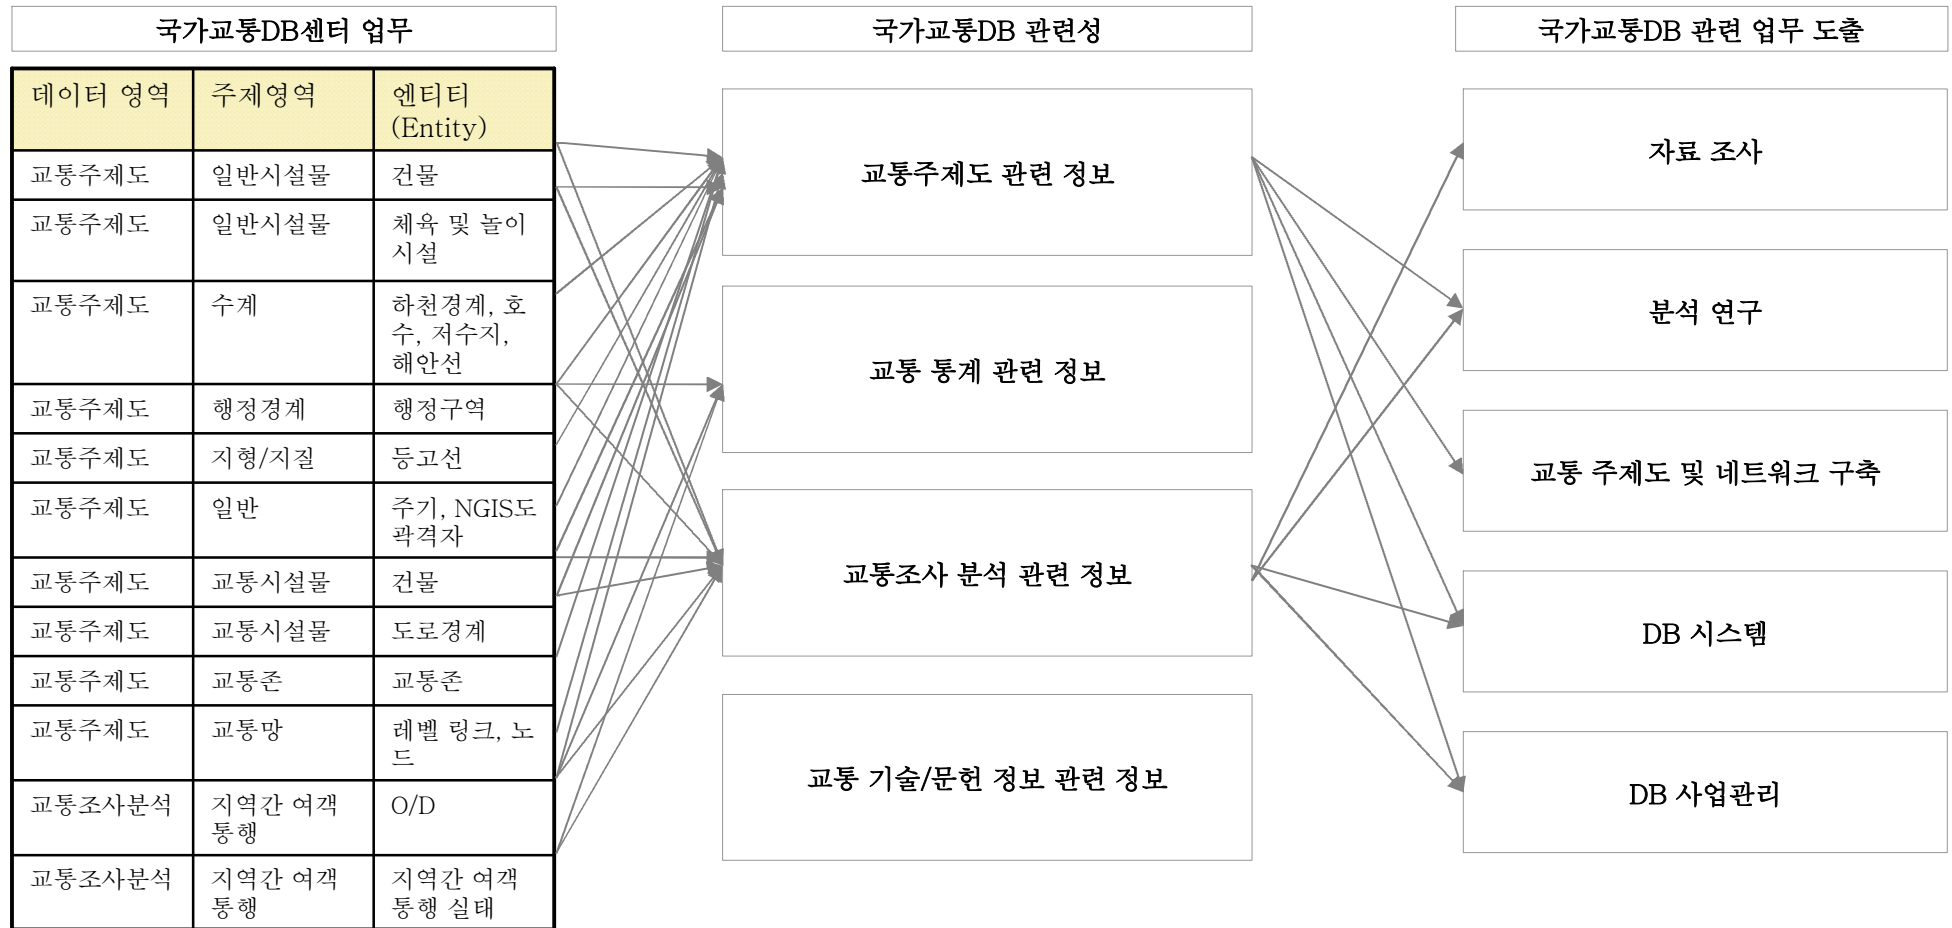 국가교통DB센터 업무
국가교통DB 관련성
국가교통DB 관련 업무 도출
데이터 영역
주제영역
엔티티
(Entity)
교통주제도
일반시설물
건물
교통주제도
일반시설물
체육 및 놀이
시설
교통주제도
수계
하천경계, 호
수, 저수지,
해안선
교통주제도
행정경계
행정구역
교통주제도
지형/지질
등고선
교통주제도
일반
주기, NGIS도
곽격자
교통주제도
교통시설물
건물
교통주제도
교통시설물
도로경계
교통주제도
교통존
교통존
교통주제도
교통망
레벨 링크, 노
드
교통조사분석
지역간 여객
통행
O/D
교통조사분석
지역간 여객
통행
지역간 여객
통행 실태
교통주제도 관련 정보
교통 통계 관련 정보
교통조사 분석 관련 정보
교통 기술/문헌 정보 관련 정보
자료 조사
분석 연구
교통 주제도 및 네트워크 구축
DB 시스템
DB 사업관리